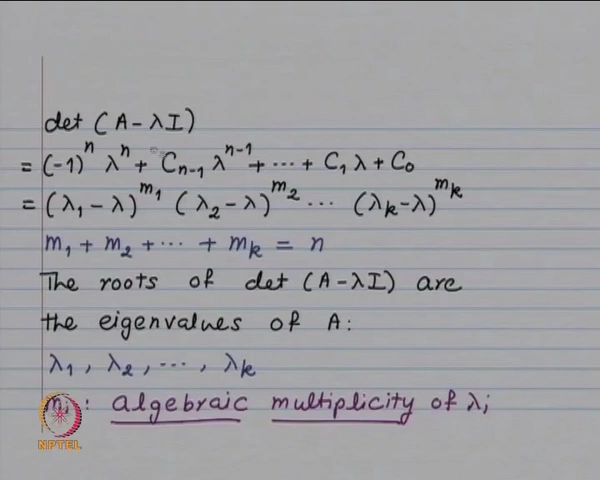 det (A - λI)
= (-1)^n λ^n + C_{n-1} λ^{n-1} + ... + C_1 λ + C_0
= (λ_1 - λ)^{m_1} (λ_2 - λ)^{m_2} ... (λ_k - λ)^{m_k}
m_1 + m_2 + ... + m_k = n
The roots of det (A - λI) are
the eigenvalues of A:
λ_1, λ_2, ..., λ_k
m_i : algebraic multiplicity of λ_i
NPTEL